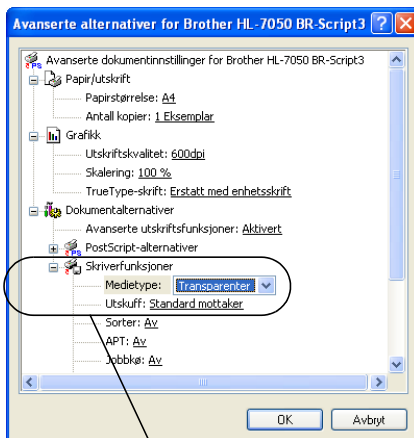 Avanserte alternativer for Brother HL-7050 BR-Script3
Avanserte dokumentinnstillinger for Brother HL-7050 BR-Script3
Papir/utskrift
Papirstørrelse: A4
Antall kopier: 1 Eksemplar
Grafikk
Utskriftskvalitet: 600dpi
Skalering: 100 %
TrueType-skrift: Erstatt med enhetsskrift
Dokumentalternativer
Avanserte utskriftsfunksjoner: Aktivert
PostScript-alternativer
Skriverfunksjoner
Medietype: Transparenter
Utskuff: Standard mottaker
Sorter: Av
APT: Av
Jobbkø: Av
OK Avbryt